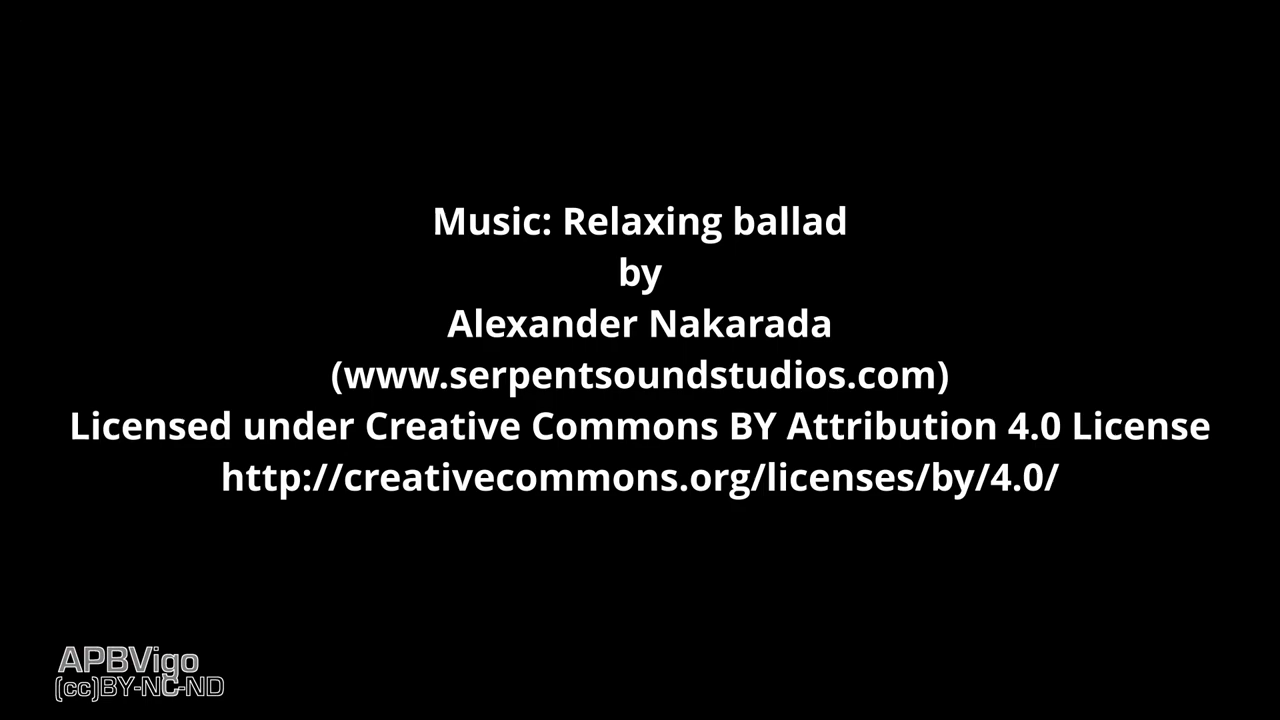 Music: Relaxing ballad
by
Alexander Nakarada
(www.serpentsoundstudios.com)
Licensed under Creative Commons BY Attribution 4.0 License
http://creativecommons.org/licenses/by/4.0/
APBVigo
(cc)BY-NC-ND